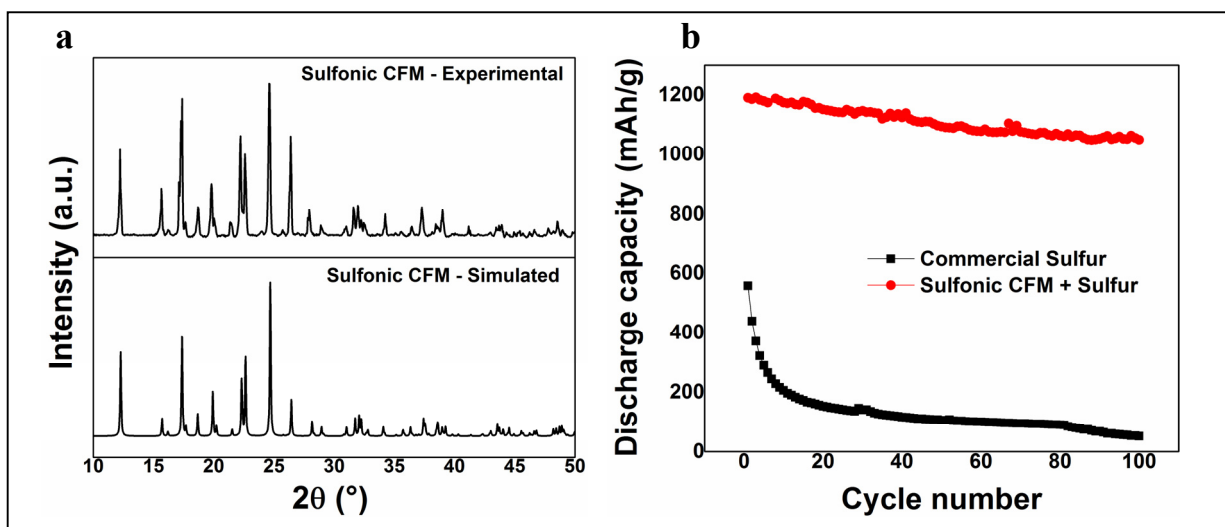 a
Sulfonic CFM - Experimental
Sulfonic CFM - Simulated
Intensity (a.u.)
10 15 20 25 30 35 40 45 50
2θ (°)
b
1200
1000
800
600
400
200
0
Discharge capacity (mAh/g)
Commercial Sulfur
Sulfonic CFM + Sulfur
0 20 40 60 80 100
Cycle number